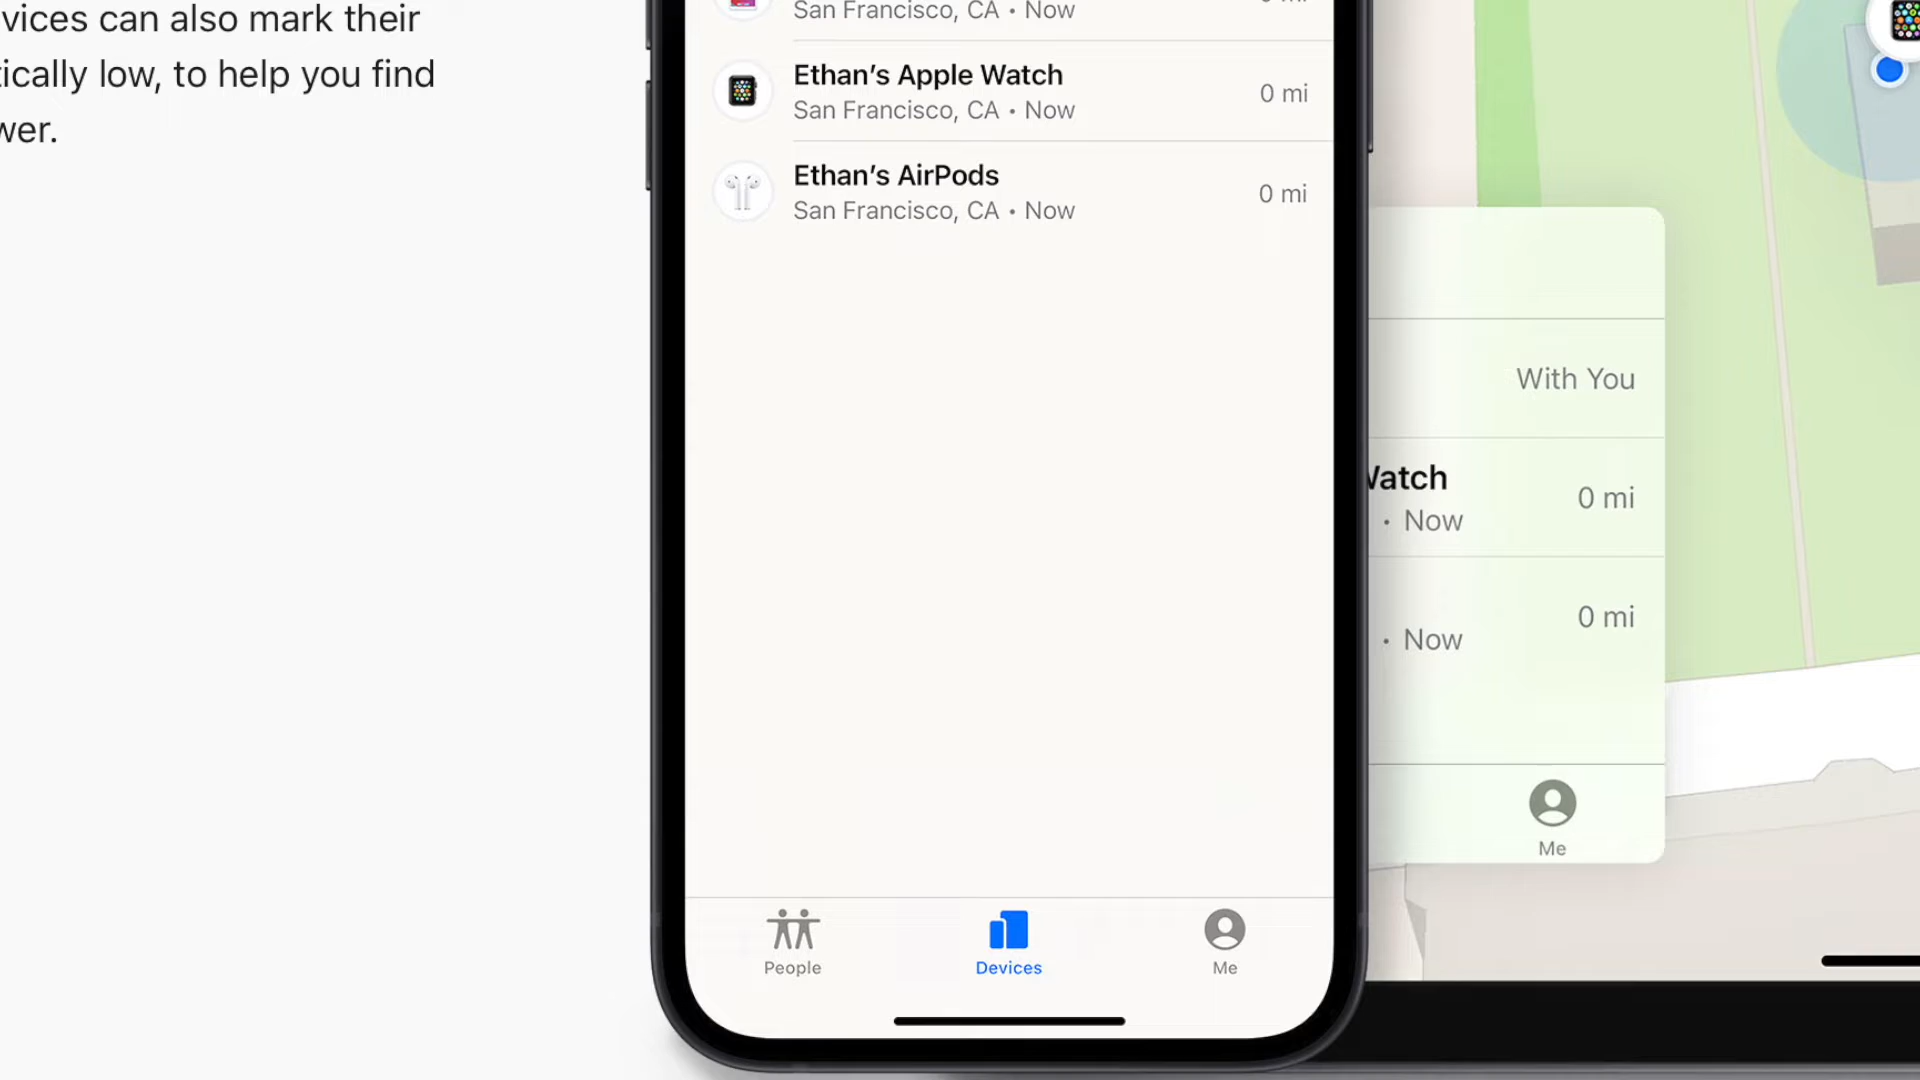 vices can also mark their
tically low, to help you find
wer.
San Francisco, CA • Now
Ethan’s Apple Watch
San Francisco, CA • Now
0 mi
Ethan’s AirPods
San Francisco, CA • Now
0 mi
People
Devices
Me
With You
Watch
• Now
0 mi
• Now
0 mi
Me